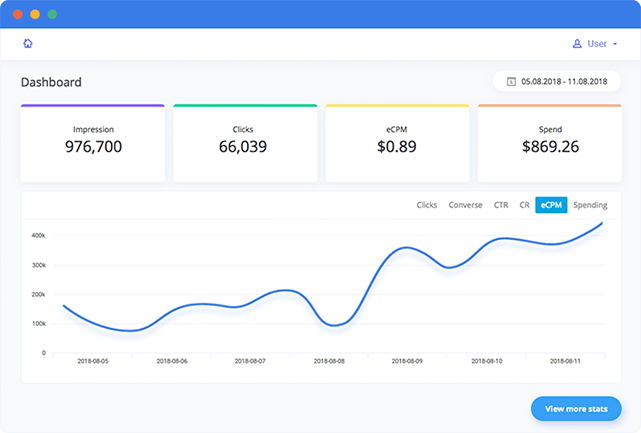 User
Dashboard
05.08.2018 - 11.08.2018
Impression
976,700
Clicks
66,039
eCPM
$0.89
Spend
$869.26
Clicks Converse CTR CR eCPM Spending
400k
300k
200k
100k
0
2018-08-05 2018-08-06 2018-08-07 2018-08-08 2018-08-09 2018-08-10 2018-08-11
View more stats